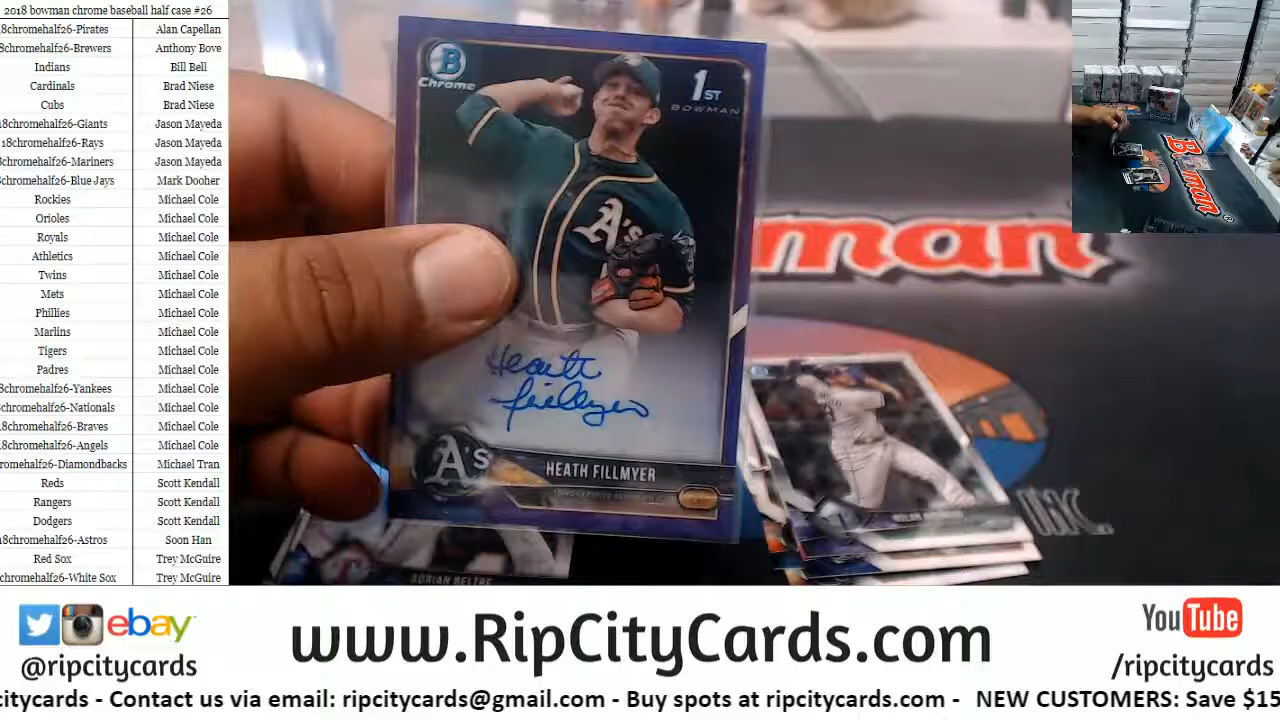 2018 bowman chrome baseball half case #26
8chromehalf26-Pirates Alan Capellan
8chromehalf26-Brewers Anthony Bove
Indians Bill Bell
Cardinals Brad Niese
Cubs Brad Niese
8chromehalf26-Giants Jason Mayeda
18chromehalf26-Rays Jason Mayeda
chromehalf26-Mariners Jason Mayeda
chromehalf26-Blue Jays Mark Dooher
Rockies Michael Cole
Orioles Michael Cole
Royals Michael Cole
Athletics Michael Cole
Twins Michael Cole
Mets Michael Cole
Phillies Michael Cole
Marlins Michael Cole
Tigers Michael Cole
Padres Michael Cole
8chromehalf26-Yankees Michael Cole
chromehalf26-Nationals Michael Cole
8chromehalf26-Braves Michael Cole
8chromehalf26-Angels Michael Cole
romehalf26-Diamondbacks Michael Tran
Reds Scott Kendall
Rangers Scott Kendall
Dodgers Scott Kendall
8chromehalf26-Astros Soon Han
Red Sox Trey McGuire
chromehalf26-White Sox Trey McGuire
B
Chrome
1ST
BOWMAN
A's
Heath
Fillmyer
A's
HEATH FILLMYER
man
INC.
ADRIAN BELTRE
Bowman
ebay
@ripcitycards
www.RipCityCards.com
YouTube
/ripcitycards
citycards - Contact us via email: ripcitycards@gmail.com - Buy spots at ripcitycards.com - NEW CUSTOMERS: Save $15